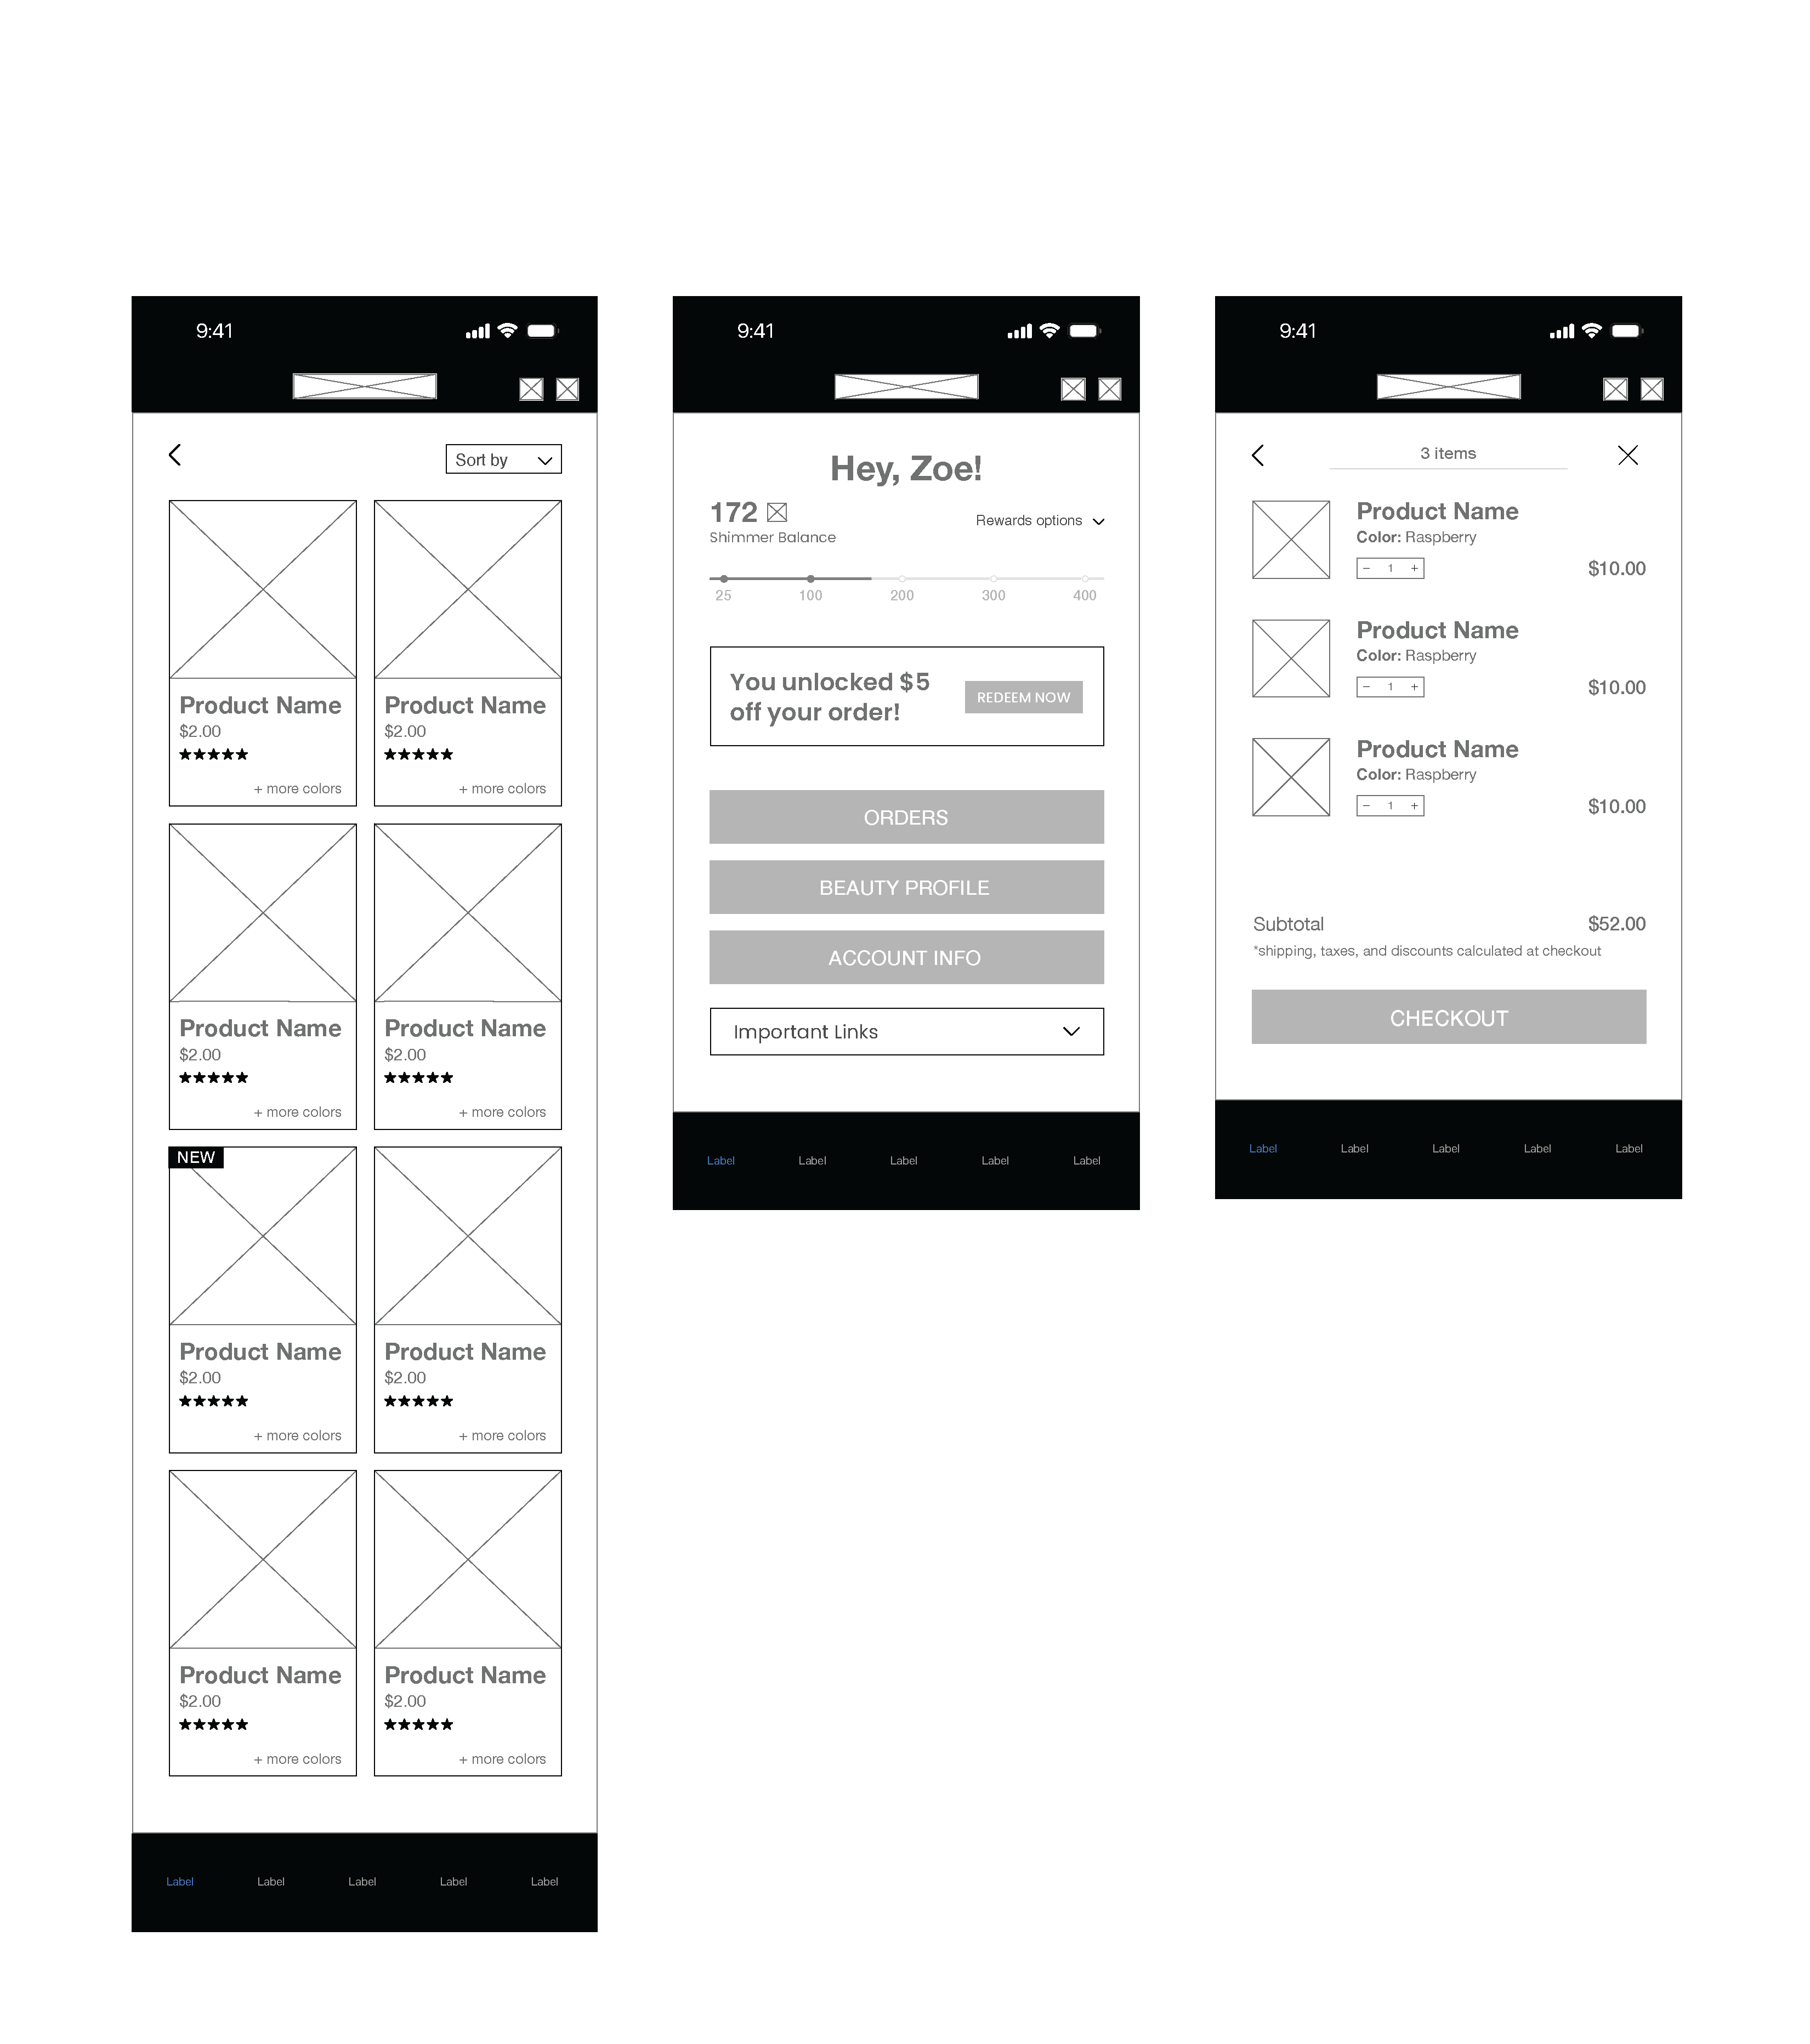 9:41
Sort by
Product Name
$2.00
★★★★★
+ more colors
Product Name
$2.00
★★★★★
+ more colors
Product Name
$2.00
★★★★★
+ more colors
Product Name
$2.00
★★★★★
+ more colors
NEW
Product Name
$2.00
★★★★★
+ more colors
Product Name
$2.00
★★★★★
+ more colors
Product Name
$2.00
★★★★★
+ more colors
Product Name
$2.00
★★★★★
+ more colors
Label Label Label Label Label
9:41
Hey, Zoe!
172
Shimmer Balance
Rewards options
25 100 200 300 400
You unlocked $5
off your order!
REDEEM NOW
ORDERS
BEAUTY PROFILE
ACCOUNT INFO
Important Links
Label Label Label Label Label
9:41
3 items
Product Name
Color: Raspberry
− 1 + $10.00
Product Name
Color: Raspberry
− 1 + $10.00
Product Name
Color: Raspberry
− 1 + $10.00
Subtotal $52.00
*shipping, taxes, and discounts calculated at checkout
CHECKOUT
Label Label Label Label Label